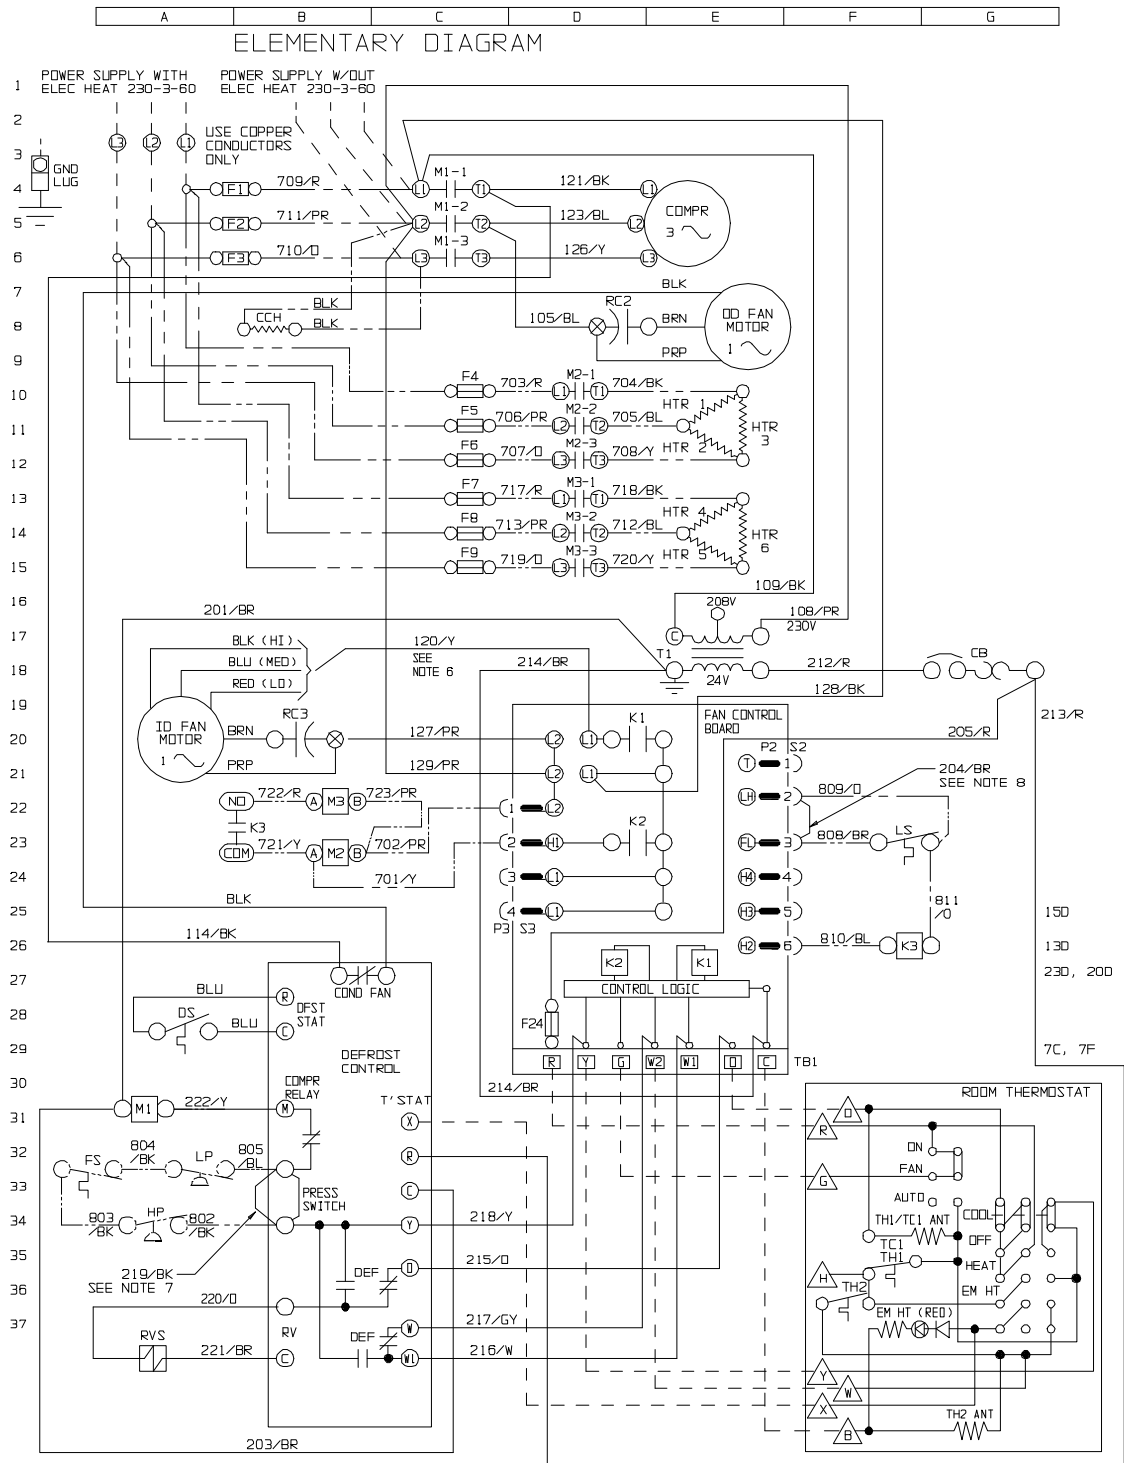 A B C D E F G
ELEMENTARY DIAGRAM
POWER SUPPLY WITH
ELEC HEAT 230-3-60
POWER SUPPLY W/OUT
ELEC HEAT 230-3-60
1
2
L3 L2 L1
USE COPPER
CONDUCTORS
ONLY
3
GND
LUG
4
F1 709/R L1 M1-1 T1 121/BK L1
5
F2 711/PR L2 M1-2 T2 123/BL L2
COMPR
3
6
F3 710/O L3 M1-3 T3 126/Y L3
7
BLK
BLK
8
CCH
BLK
105/BL
RC2
BRN
OD FAN
MOTOR
1
PRP
9
10
F4 703/R L1 M2-1 T1 704/BK
HTR 1
11
F5 706/PR L2 M2-2 T2 705/BL
HTR
3
12
F6 707/O L3 M2-3 T3 708/Y
HTR 2
13
F7 717/R L1 M3-1 T1 718/BK
HTR 4
14
F8 713/PR L2 M3-2 T2 712/BL
HTR
6
15
F9 719/O L3 M3-3 T3 720/Y
HTR 5
109/BK
16
201/BR
208V
108/PR
230V
17
BLK (HI)
120/Y
SEE
NOTE 6
C
T1
18
BLU (MED)
214/BR
24V
212/R
CB
RED (LO)
128/BK
19
RC3
K1
FAN CONTROL
BOARD
213/R
20
ID FAN
MOTOR
1
BRN
127/PR
L2 L1
P2 S2
205/R
21
PRP
129/PR
L2 L1
T 1
204/BR
SEE NOTE 8
22
NO 722/R A M3 B 723/PR
1 L2
LH 2 809/O
K3
K2
23
COM 721/Y A M2 B 702/PR
2 H1
FL 3 808/BR
LS
24
701/Y
3 L1
H4 4
25
BLK
4 L1
P3 S3
H3 5
811
/O
15D
26
114/BK
H2 6 810/BL K3
13D
27
COND FAN
K2 K1
23D, 20D
CONTROL LOGIC
BLU
R
DFST
STAT
28
DS
BLU
C
F24
29
DEFROST
CONTROL
R Y G W2 W1 O C TB1
7C, 7F
30
COMPR
RELAY
214/BR
ROOM THERMOSTAT
31
M1 222/Y M
T'STAT
X
O
R
32
FS
804
/BK
LP
805
/BL
R
ON
33
PRESS
SWITCH
C
G
FAN
AUTO
34
803
/BK
HP
802
/BK
Y
218/Y
TH1/TC1 ANT
COOL
35
219/BK
SEE NOTE 7
DEF
O
215/O
TC1
TH1
OFF
HEAT
H
36
220/O
TH2
EM HT
37
RV
DEF
W
217/GY
EM HT (RED)
RVS
221/BR
C
W1
216/W
Y
W
X
TH2 ANT
B
203/BR